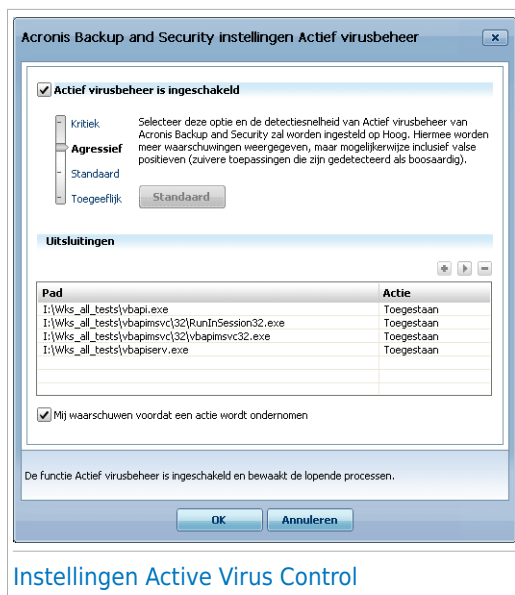 Acronis Backup and Security instellingen Actief virusbeheer
Actief virusbeheer is ingeschakeld
Kritiek
Agressief
Standaard
Toegeeflijk
Selecteer deze optie en de detectiesnelheid van Actief virusbeheer van
Acronis Backup and Security zal worden ingesteld op Hoog. Hiermee worden
meer waarschuwingen weergegeven, maar mogelijkerwijze inclusief valse
positieven (zuivere toepassingen die zijn gedetecteerd als boosaardig).
Standaard
Uitsluitingen
Pad Actie
I:\Wks_all_tests\vbapi.exe Toegestaan
I:\Wks_all_tests\vbapimsvc\32\RunInSession32.exe Toegestaan
I:\Wks_all_tests\vbapimsvc\32\vbapimsvc32.exe Toegestaan
I:\Wks_all_tests\vbapiserv.exe Toegestaan
Mij waarschuwen voordat een actie wordt ondernomen
De functie Actief virusbeheer is ingeschakeld en bewaakt de lopende processen.
OK Annuleren
Instellingen Active Virus Control